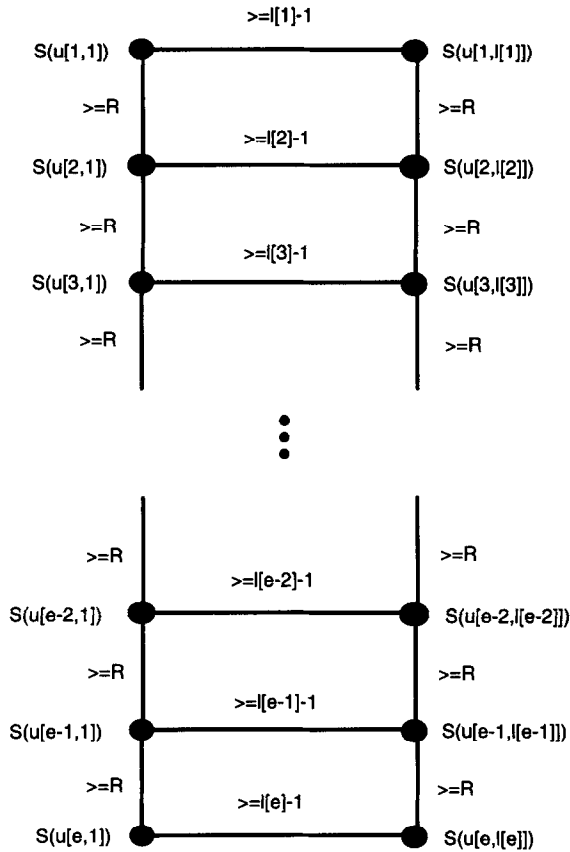 >=l[1]-1
S(u[1,1]) S(u[1,l[1]])
>=R >=R
>=l[2]-1
S(u[2,1]) S(u[2,l[2]])
>=R >=R
>=l[3]-1
S(u[3,1]) S(u[3,l[3]])
>=R >=R
>=R >=R
>=l[e-2]-1
S(u[e-2,1]) S(u[e-2,l[e-2]])
>=R >=R
>=l[e-1]-1
S(u[e-1,1]) S(u[e-1,l[e-1]])
>=R >=R
>=l[e]-1
S(u[e,1]) S(u[e,l[e]])